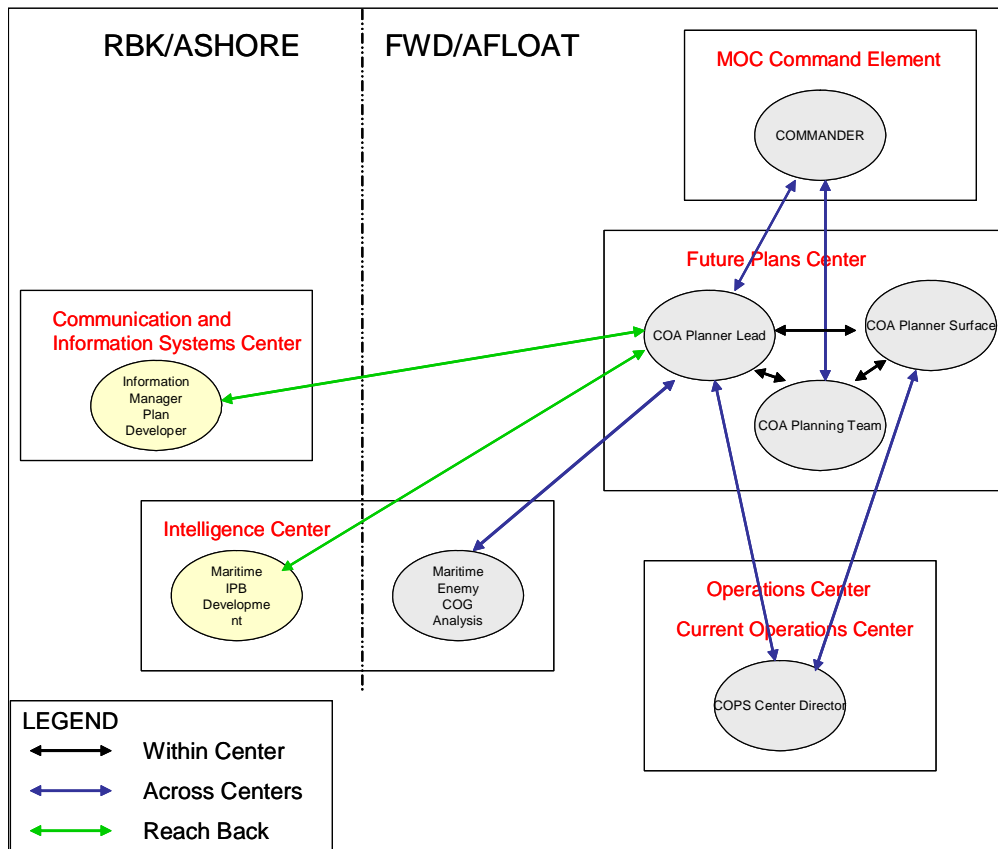 RBK/ASHORE
FWD/AFLOAT
MOC Command Element
COMMANDER
Future Plans Center
COA Planner Lead
COA Planner Surface
COA Planning Team
Communication and
Information Systems Center
Information
Manager
Plan
Developer
Intelligence Center
Maritime
IPB
Developme
nt
Maritime
Enemy
COG
Analysis
Operations Center
Current Operations Center
COPS Center Director
LEGEND
Within Center
Across Centers
Reach Back